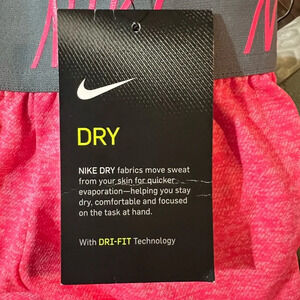 DRY
NIKE DRY fabrics move sweat
from your skin for quicker
evaporation—helping you stay
dry, comfortable and focused
on the task at hand.
With DRI-FIT Technology